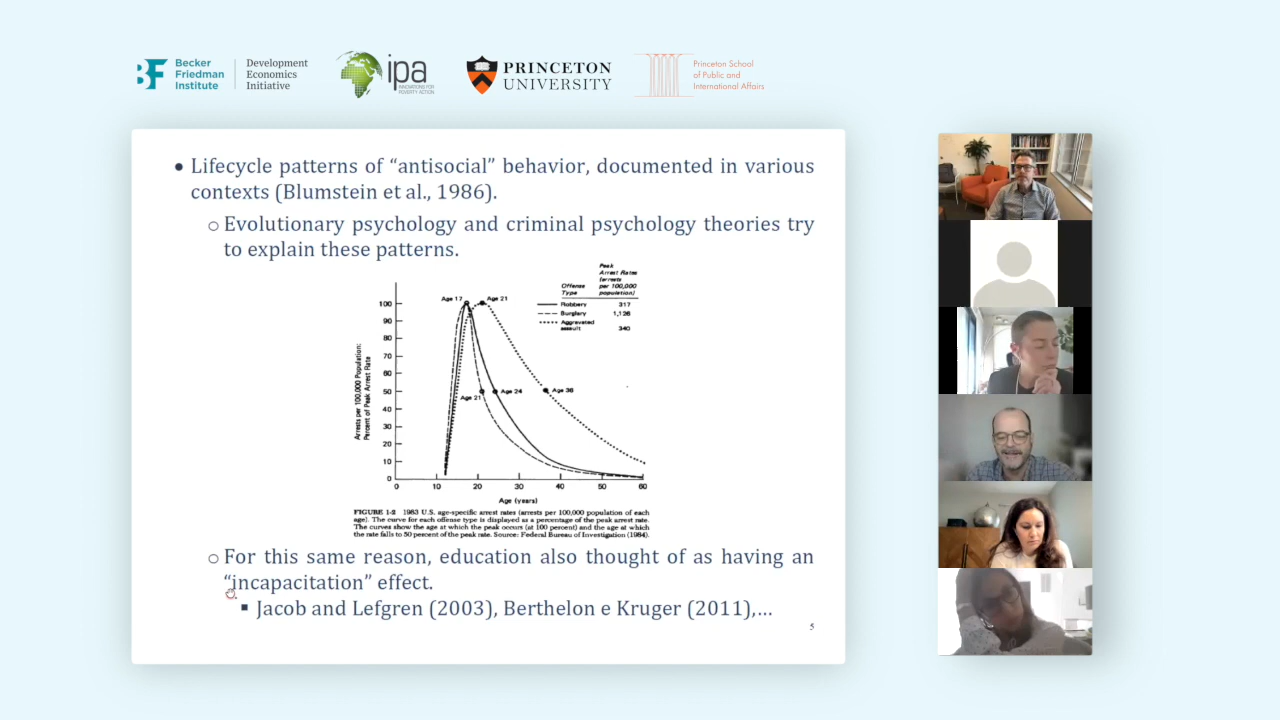 Becker
Friedman
Institute
Development
Economics
Initiative
ipa
INNOVATIONS FOR
POVERTY ACTION
PRINCETON
UNIVERSITY
Princeton School
of Public and
International Affairs
• Lifecycle patterns of “antisocial” behavior, documented in various
contexts (Blumstein et al., 1986).
○ Evolutionary psychology and criminal psychology theories try
to explain these patterns.
Peak
Arrest Rates
(arrests
per 100,000
population)
Offense
Type
Robbery 317
Burglary 1,126
Aggravated
assault 340
Age 17
Age 21
Age 21
Age 24
Age 36
Arrests per 100,000 Population:
Percent of Peak Arrest Rate
100
90
80
70
60
50
40
30
20
10
0
0 10 20 30 40 50 60
Age (years)
FIGURE 1-2 1983 U.S. age-specific arrest rates (arrests per 100,000 population of each
age). The curve for each offense type is displayed as a percentage of the peak arrest rate.
The curves show the age at which the peak occurs (at 100 percent) and the age at which
the rate falls to 50 percent of the peak rate. Source: Federal Bureau of Investigation (1984).
○ For this same reason, education also thought of as having an
“incapacitation” effect.
▪ Jacob and Lefgren (2003), Berthelon e Kruger (2011),...
5